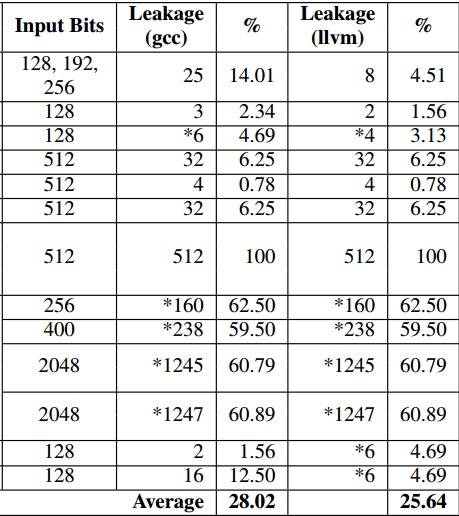 Input Bits Leakage (gcc) % Leakage (llvm) %
128, 192, 256 25 14.01 8 4.51
128 3 2.34 2 1.56
128 *6 4.69 *4 3.13
512 32 6.25 32 6.25
512 4 0.78 4 0.78
512 32 6.25 32 6.25
512 512 100 512 100
256 *160 62.50 *160 62.50
400 *238 59.50 *238 59.50
2048 *1245 60.79 *1245 60.79
2048 *1247 60.89 *1247 60.89
128 2 1.56 *6 4.69
128 16 12.50 *6 4.69
Average 28.02 25.64